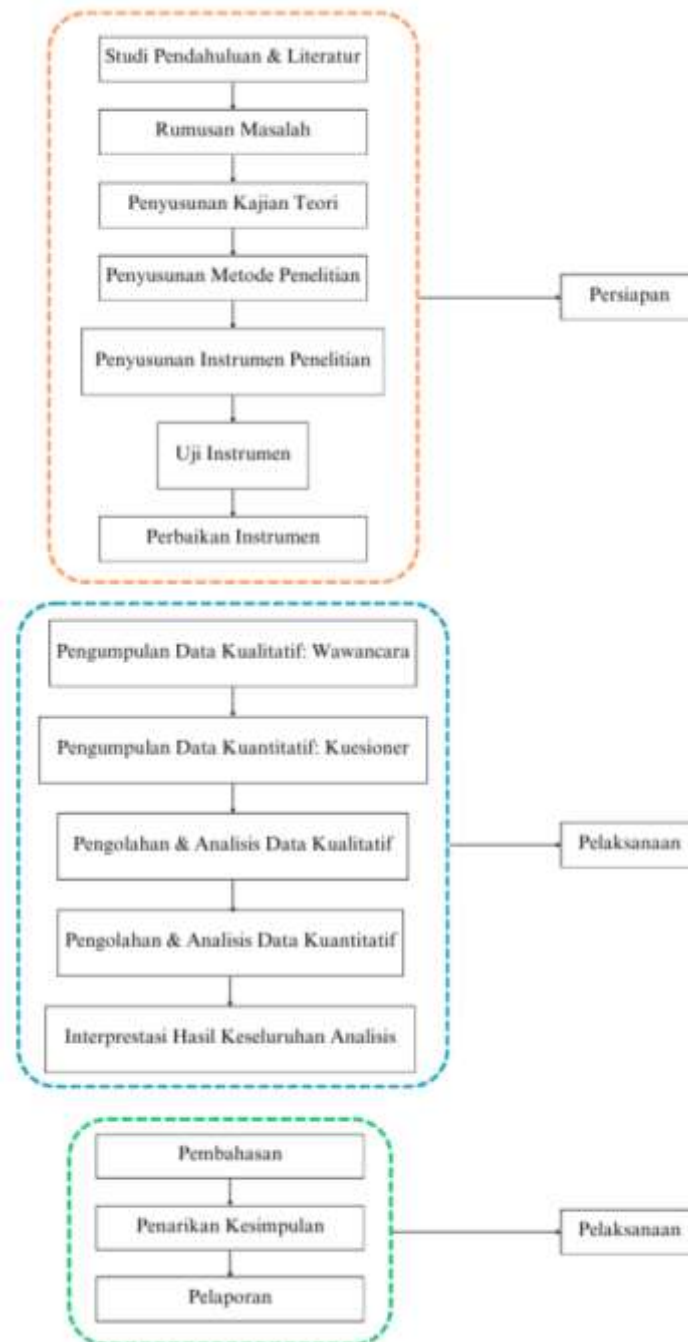 Studi Pendahuluan & Literatur
Rumusan Masalah
Penyusunan Kajian Teori
Penyusunan Metode Penelitian
Persiapan
Penyusunan Instrumen Penelitian
Uji Instrumen
Perbaikan Instrumen
Pengumpulan Data Kualitatif: Wawancara
Pengumpulan Data Kuantitatif: Kuesioner
Pengolahan & Analisis Data Kualitatif
Pelaksanaan
Pengolahan & Analisis Data Kuantitatif
Interprestasi Hasil Keseluruhan Analisis
Pembahasan
Penarikan Kesimpulan
Pelaksanaan
Pelaporan